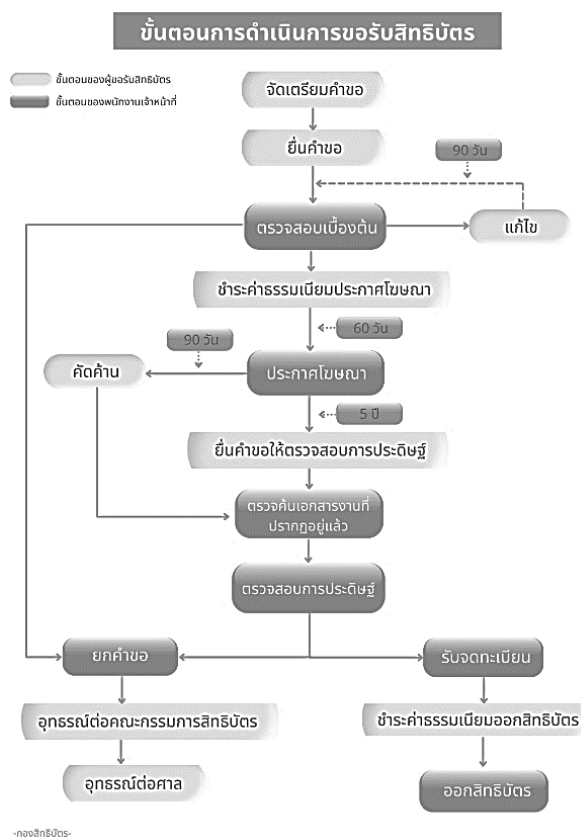 ขั้นตอนการดำเนินการขอรับสิทธิบัตร
ขั้นตอนของผู้ขอรับสิทธิบัตร
ขั้นตอนของพนักงานเจ้าหน้าที่
จัดเตรียมคำขอ
ยื่นคำขอ
90 วัน
ตรวจสอบเบื้องต้น
แก้ไข
ชำระค่าธรรมเนียมประกาศโฆษณา
60 วัน
90 วัน
คัดค้าน
ประกาศโฆษณา
5 ปี
ยื่นคำขอให้ตรวจสอบการประดิษฐ์
ตรวจค้นเอกสารงานที่
ปรากฏอยู่แล้ว
ตรวจสอบการประดิษฐ์
ยกคำขอ
รับจดทะเบียน
อุทธรณ์ต่อคณะกรรมการสิทธิบัตร
ชำระค่าธรรมเนียมออกสิทธิบัตร
อุทธรณ์ต่อศาล
ออกสิทธิบัตร
-กองสิทธิบัตร-